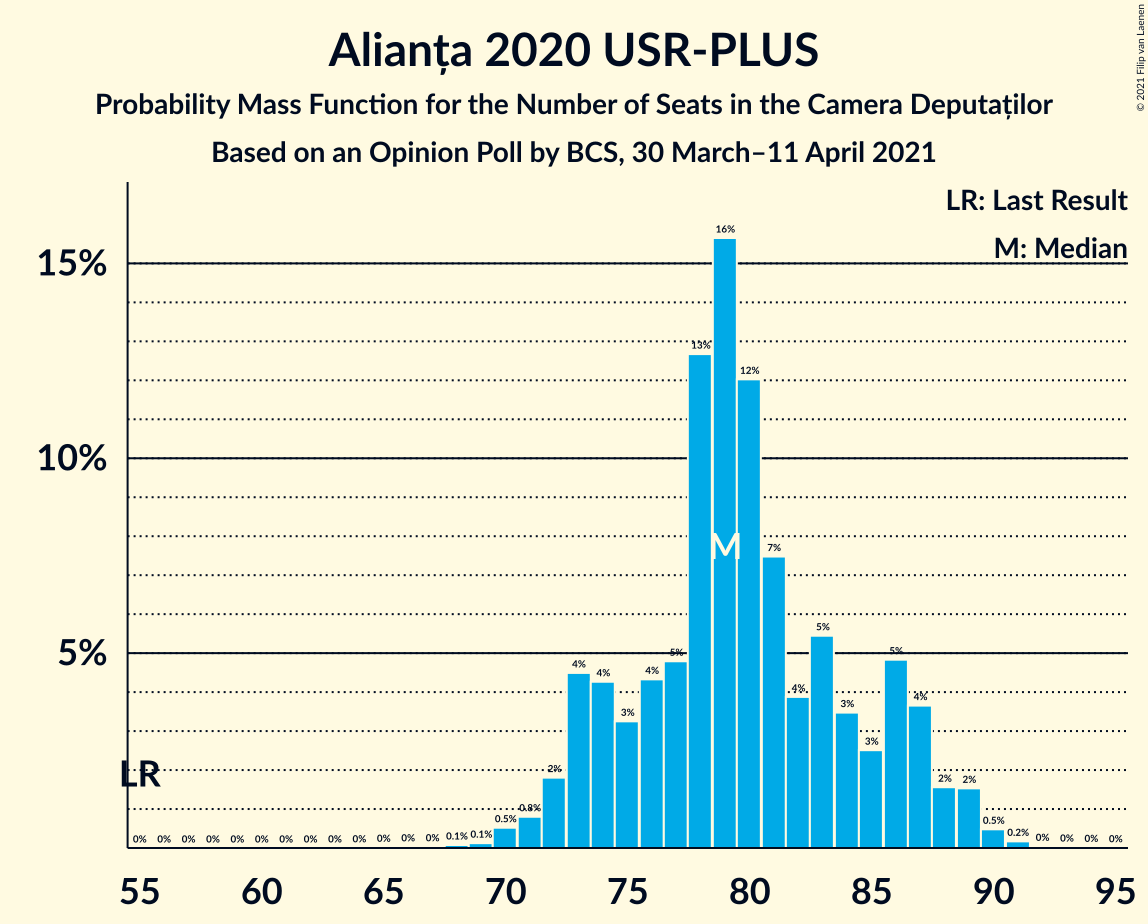 Alianța 2020 USR-PLUS
Probability Mass Function for the Number of Seats in the Camera Deputaților
Based on an Opinion Poll by BCS, 30 March–11 April 2021
© 2021 Filip van Laenen
LR: Last Result
M: Median
15%
10%
5%
16%
13%
12%
M
7%
5%
5%
5%
4%
4%
4%
4%
4%
3%
3%
3%
LR
2%
2%
2%
0% 0% 0% 0% 0% 0% 0% 0% 0% 0% 0% 0% 0% 0.1% 0.1% 0.5% 0.8% 0.5% 0.2% 0% 0% 0% 0%
55 60 65 70 75 80 85 90 95